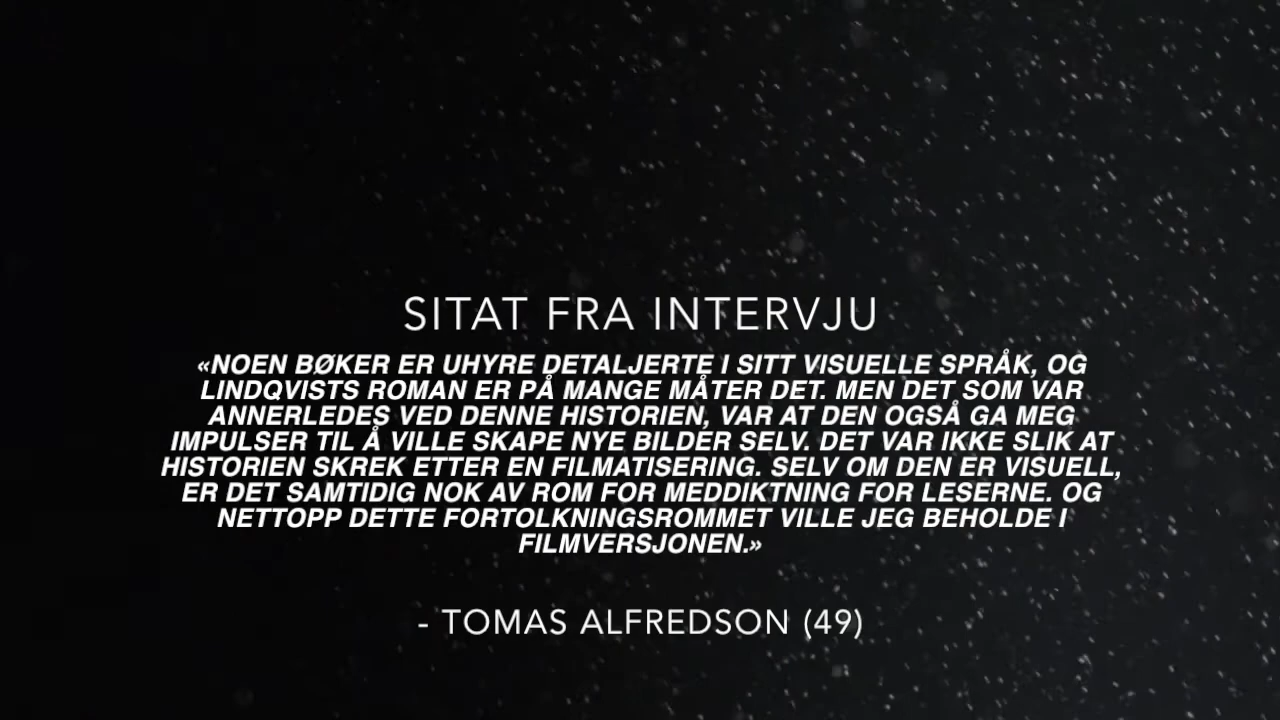 SITAT FRA INTERVJU
«NOEN BØKER ER UHYRE DETALJERTE I SITT VISUELLE SPRÅK, OG
LINDQVISTS ROMAN ER PÅ MANGE MÅTER DET. MEN DET SOM VAR
ANNERLEDES VED DENNE HISTORIEN, VAR AT DEN OGSÅ GA MEG
IMPULSER TIL Å VILLE SKAPE NYE BILDER SELV. DET VAR IKKE SLIK AT
HISTORIEN SKREK ETTER EN FILMATISERING. SELV OM DEN ER VISUELL,
ER DET SAMTIDIG NOK AV ROM FOR MEDDIKTNING FOR LESERNE. OG
NETTOPP DETTE FORTOLKNINGSROMMET VILLE JEG BEHOLDE I
FILMVERSJONEN.»
- TOMAS ALFREDSON (49)